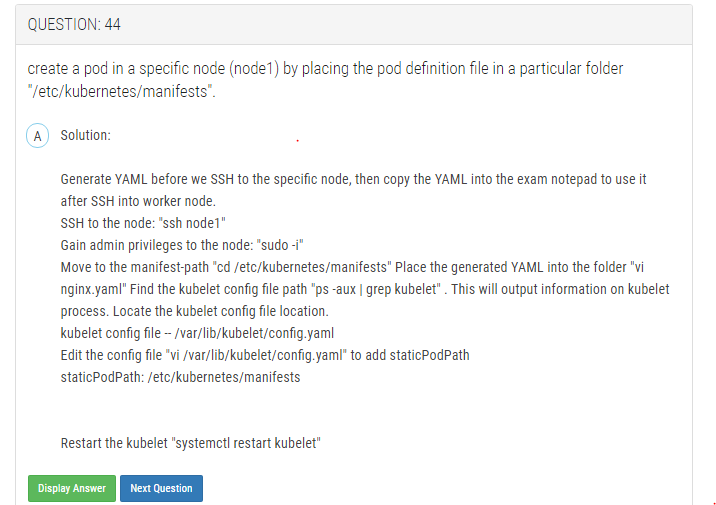 QUESTION: 44
create a pod in a specific node (node1) by placing the pod definition file in a particular folder
"/etc/kubernetes/manifests".
A Solution:
Generate YAML before we SSH to the specific node, then copy the YAML into the exam notepad to use it
after SSH into worker node.
SSH to the node: "ssh node1"
Gain admin privileges to the node: "sudo -i"
Move to the manifest-path "cd /etc/kubernetes/manifests" Place the generated YAML into the folder "vi
nginx.yaml" Find the kubelet config file path "ps -aux | grep kubelet" . This will output information on kubelet
process. Locate the kubelet config file location.
kubelet config file -- /var/lib/kubelet/config.yaml
Edit the config file "vi /var/lib/kubelet/config.yaml" to add staticPodPath
staticPodPath: /etc/kubernetes/manifests
Restart the kubelet "systemctl restart kubelet"
Display Answer Next Question